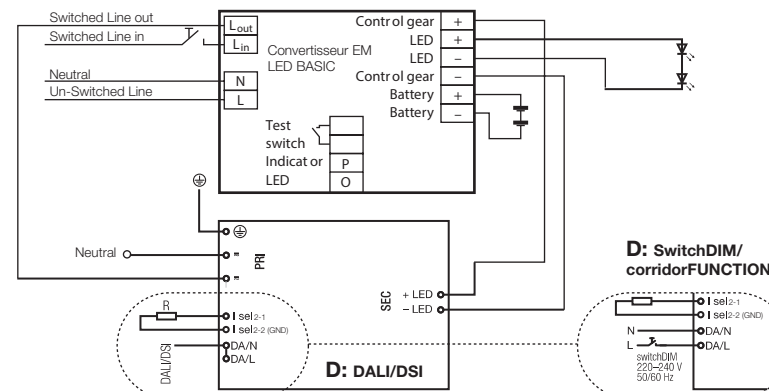 Switched Line out
Switched Line in
Neutral
Un-Switched Line
Lout
Lin
N
L
Convertisseur EM
LED BASIC
Control gear +
LED +
LED –
Control gear –
Battery +
Battery –
Test
switch
Indicat or P
LED O
Neutral
PRI
SEC
+ LED
– LED
R
I sel2-1
I sel2-2 (GND)
DA/N
DA/L
DALI/DSI
D: DALI/DSI
D: SwitchDIM/
corridorFUNCTION
I sel2-1
I sel2-2 (GND)
N DA/N
L DA/L
switchDIM
220–240 V
50/60 Hz